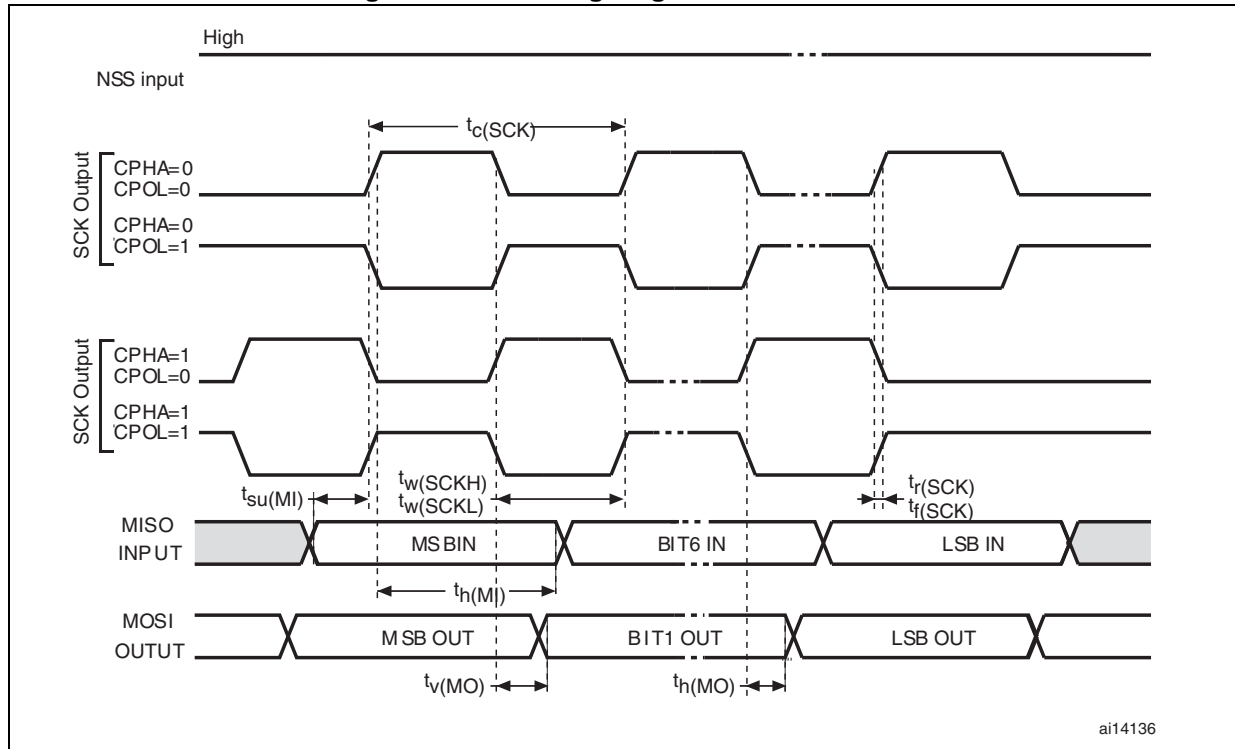 High
NSS input
tc(SCK)
SCK Output
CPHA=0
CPOL=0
CPHA=0
CPOL=1
SCK Output
CPHA=1
CPOL=0
CPHA=1
CPOL=1
tsu(MI)
tw(SCKH)
tw(SCKL)
tr(SCK)
tf(SCK)
MISO
INPUT
MSBIN
BIT6 IN
LSB IN
th(MI)
MOSI
OUTUT
MSB OUT
BIT1 OUT
LSB OUT
tv(MO)
th(MO)
ai14136